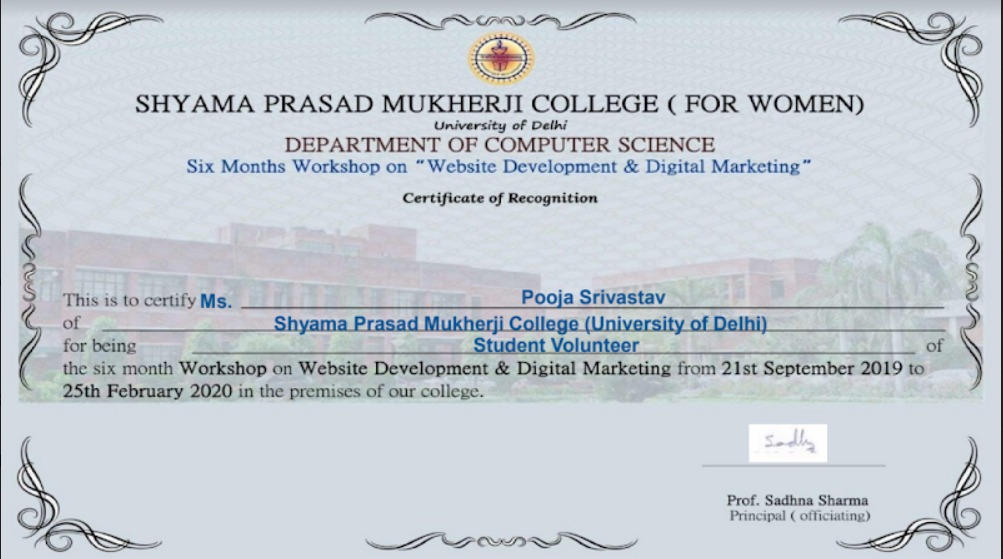 SHYAMA PRASAD MUKHERJI COLLEGE ( FOR WOMEN)
University of Delhi
DEPARTMENT OF COMPUTER SCIENCE
Six Months Workshop on "Website Development & Digital Marketing"
Certificate of Recognition
This is to certify Ms. Pooja Srivastav
of Shyama Prasad Mukherji College (University of Delhi)
for being Student Volunteer of
the six month Workshop on Website Development & Digital Marketing from 21st September 2019 to
25th February 2020 in the premises of our college.
Prof. Sadhna Sharma
Principal ( officiating)